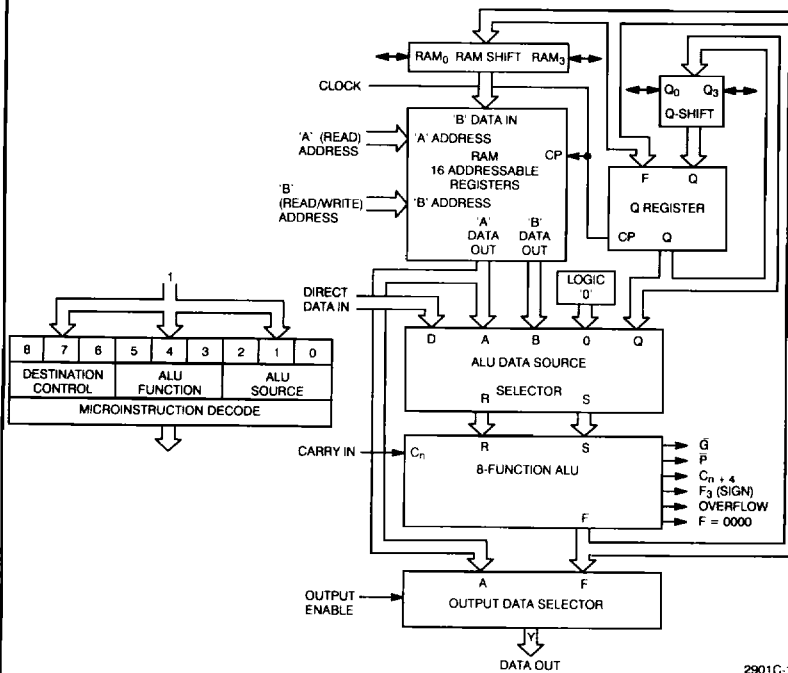 RAM0 RAM SHIFT RAM3
CLOCK
Q0 Q3
Q-SHIFT
'B' DATA IN
'A' (READ)
ADDRESS
'A' ADDRESS
RAM
16 ADDRESSABLE
REGISTERS
CP
'B'
(READ/WRITE)
ADDRESS
'B' ADDRESS
'A'
DATA
OUT
'B'
DATA
OUT
F Q
Q REGISTER
CP Q
1
DIRECT
DATA IN
LOGIC
'0'
8 7 6 5 4 3 2 1 0
DESTINATION
CONTROL
ALU
FUNCTION
ALU
SOURCE
MICROINSTRUCTION DECODE
D A B 0 Q
ALU DATA SOURCE
SELECTOR
R S
CARRY IN
Cn
R S
8-FUNCTION ALU
F
G̅
P̅
Cn + 4
F3 (SIGN)
OVERFLOW
F = 0000
OUTPUT
ENABLE
A F
OUTPUT DATA SELECTOR
Y
DATA OUT